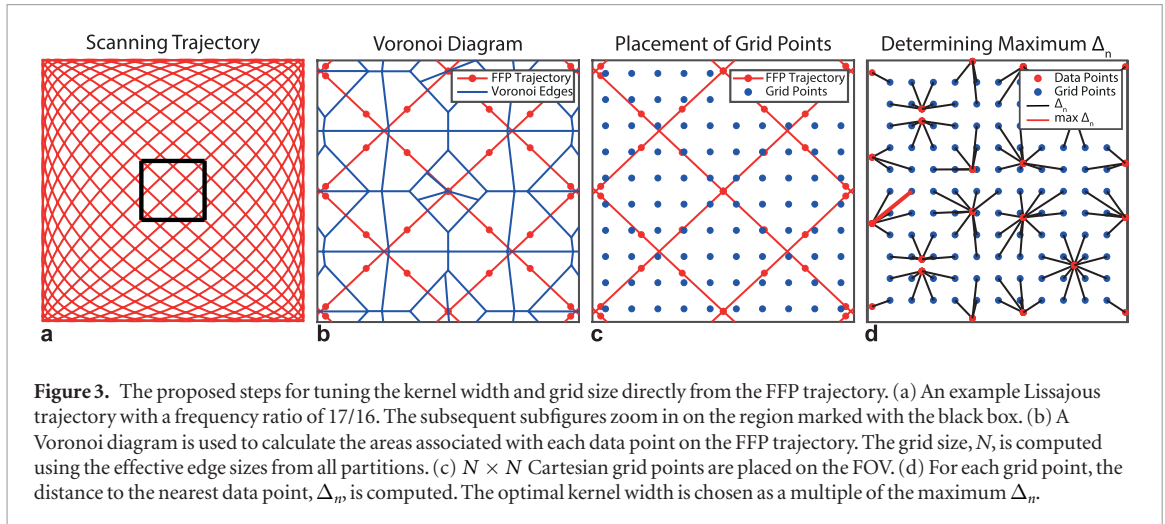 Scanning Trajectory
Voronoi Diagram
Placement of Grid Points
Determining Maximum Δn
FFP Trajectory
Voronoi Edges
FFP Trajectory
Grid Points
Data Points
Grid Points
Δn
max Δn
a
b
c
d
Figure 3. The proposed steps for tuning the kernel width and grid size directly from the FFP trajectory. (a) An example Lissajous
trajectory with a frequency ratio of 17/16. The subsequent subfigures zoom in on the region marked with the black box. (b) A
Voronoi diagram is used to calculate the areas associated with each data point on the FFP trajectory. The grid size, N, is computed
using the effective edge sizes from all partitions. (c) N × N Cartesian grid points are placed on the FOV. (d) For each grid point, the
distance to the nearest data point, Δn, is computed. The optimal kernel width is chosen as a multiple of the maximum Δn.